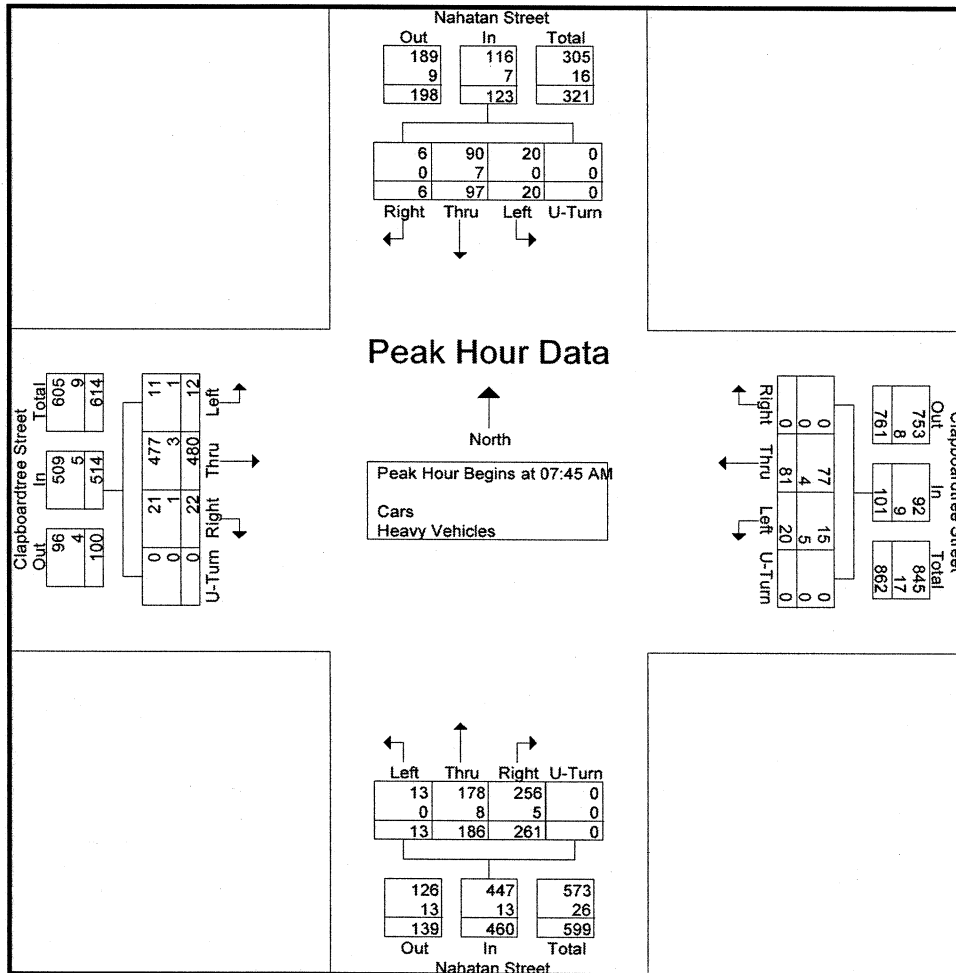 Nahatan Street
Out In Total
189 116 305
9 7 16
198 123 321
6 90 20 0
0 7 0 0
6 97 20 0
Right Thru Left U-Turn
Peak Hour Data
North
Peak Hour Begins at 07:45 AM
Cars
Heavy Vehicles
Clapboardtree Street
Total In Out
605 509 96
9 5 4
614 514 100
11 477 21 0
1 3 1 0
12 480 22 0
Left Thru Right U-Turn
Right Thru Left U-Turn
0 81 20 0
0 4 5 0
0 77 15 0
761 101 862
8 9 17
753 92 845
Out In Total
Clapboardtree Street
Left Thru Right U-Turn
13 178 256 0
0 8 5 0
13 186 261 0
126 447 573
13 13 26
139 460 599
Out In Total
Nahatan Street